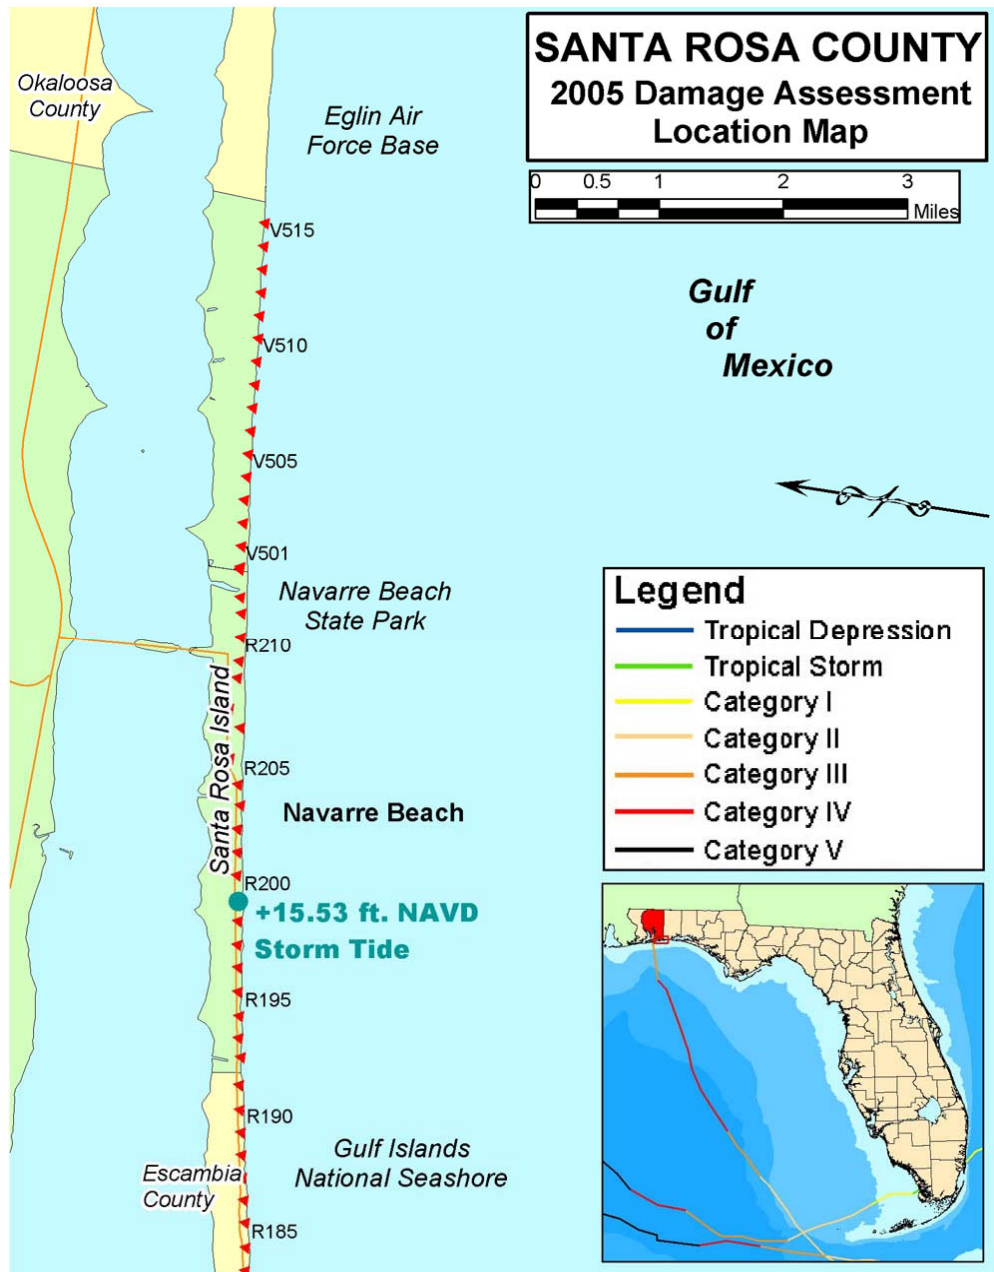 SANTA ROSA COUNTY
2005 Damage Assessment
Location Map
0 0.5 1 2 3
Miles
Okaloosa
County
Eglin Air
Force Base
V515
Gulf
of
Mexico
V510
V505
V501
Navarre Beach
State Park
R210
Santa Rosa Island
R205
Navarre Beach
R200
+15.53 ft. NAVD
Storm Tide
R195
R190
Gulf Islands
National Seashore
Escambia
County
R185
Legend
Tropical Depression
Tropical Storm
Category I
Category II
Category III
Category IV
Category V